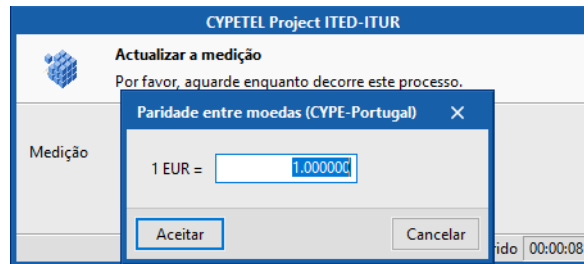 CYPETEL Project ITED-ITUR
Actualizar a medição
Por favor, aguarde enquanto decorre este processo.
Paridade entre moedas (CYPE-Portugal)
Medição
1 EUR = 1.000000
Aceitar Cancelar
rido 00:00:08